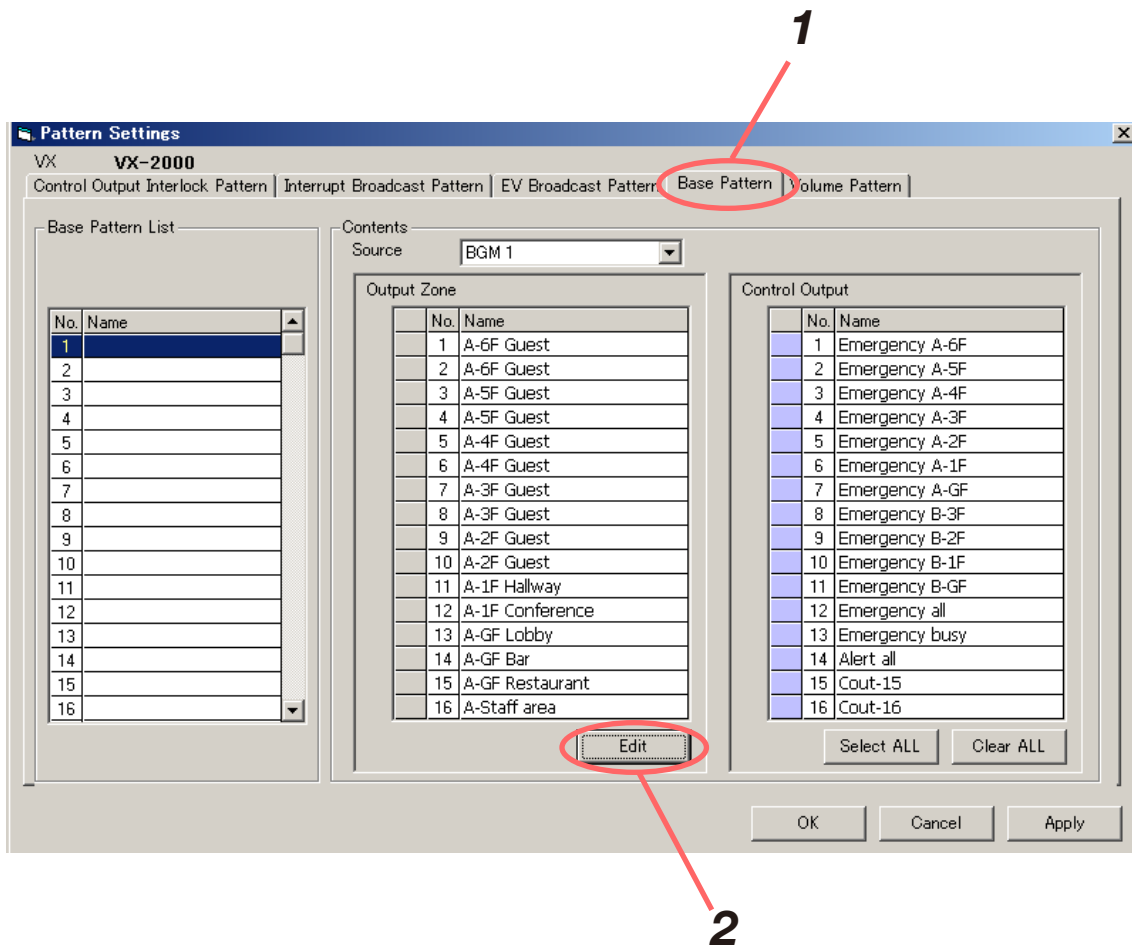 1
Pattern Settings
VX VX-2000
Control Output Interlock Pattern Interrupt Broadcast Pattern EV Broadcast Pattern Base Pattern Volume Pattern
Base Pattern List
Contents
Source BGM 1
Output Zone
Control Output
No. Name
1
2
3
4
5
6
7
8
9
10
11
12
13
14
15
16
No. Name
1 A-6F Guest
2 A-6F Guest
3 A-5F Guest
4 A-5F Guest
5 A-4F Guest
6 A-4F Guest
7 A-3F Guest
8 A-3F Guest
9 A-2F Guest
10 A-2F Guest
11 A-1F Hallway
12 A-1F Conference
13 A-GF Lobby
14 A-GF Bar
15 A-GF Restaurant
16 A-Staff area
Edit
No. Name
1 Emergency A-6F
2 Emergency A-5F
3 Emergency A-4F
4 Emergency A-3F
5 Emergency A-2F
6 Emergency A-1F
7 Emergency A-GF
8 Emergency B-3F
9 Emergency B-2F
10 Emergency B-1F
11 Emergency B-GF
12 Emergency all
13 Emergency busy
14 Alert all
15 Cout-15
16 Cout-16
Select ALL Clear ALL
OK Cancel Apply
2